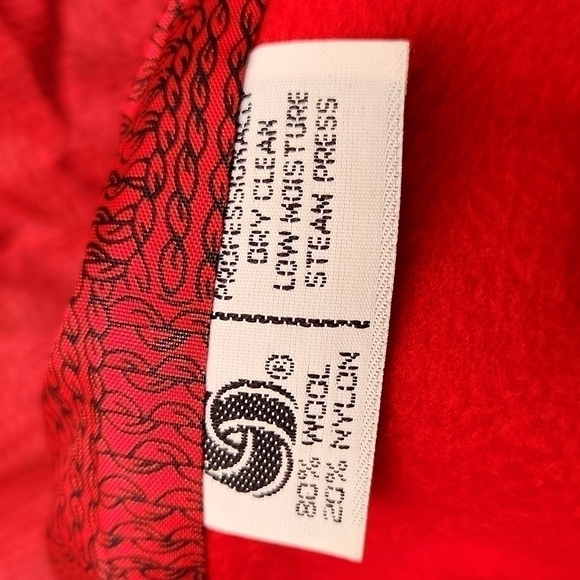 PROFESSIONALLY
DRY CLEAN
LOW MOISTURE
STEAM PRESS
®
80% WOOL
20% NYLON